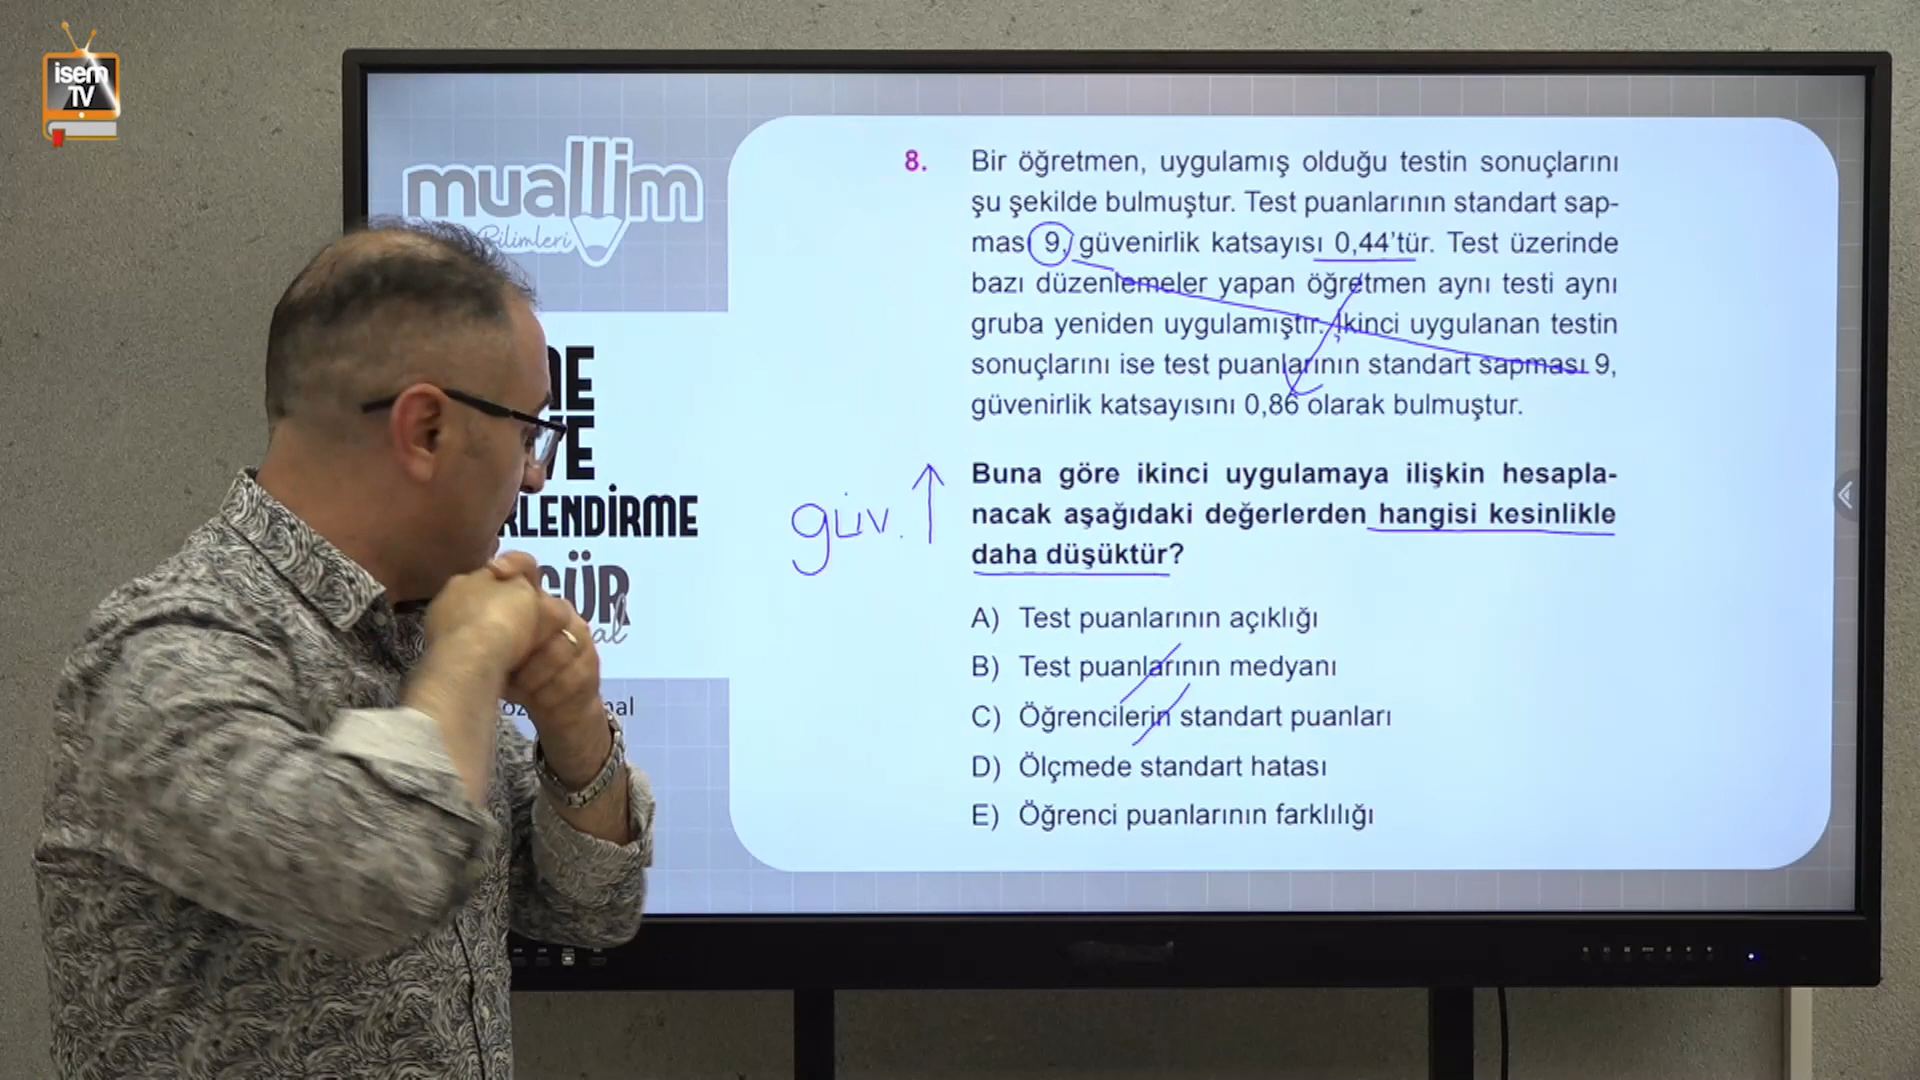 isem
TV
muallim
Bilimleri
RLENDİRME
8. Bir öğretmen, uygulamış olduğu testin sonuçlarını
şu şekilde bulmuştur. Test puanlarının standart sap-
ması 9, güvenirlik katsayısı 0,44'tür. Test üzerinde
bazı düzenlemeler yapan öğretmen aynı testi aynı
gruba yeniden uygulamıştır. İkinci uygulanan testin
sonuçlarını ise test puanlarının standart sapması 9,
güvenirlik katsayısını 0,86 olarak bulmuştur.
güv.
Buna göre ikinci uygulamaya ilişkin hesapla-
nacak aşağıdaki değerlerden hangisi kesinlikle
daha düşüktür?
A) Test puanlarının açıklığı
B) Test puanlarının medyanı
C) Öğrencilerin standart puanları
D) Ölçmede standart hatası
E) Öğrenci puanlarının farklılığı